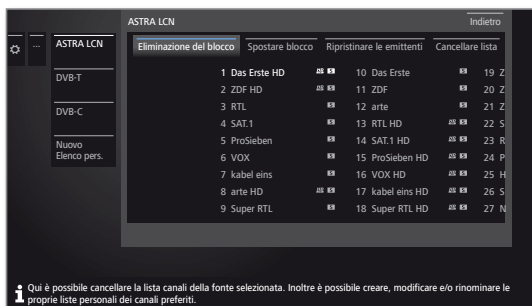 ASTRA LCN Indietro
... ASTRA LCN Eliminazione del blocco Spostare blocco Ripristinare le emittenti Cancellare lista
DVB-T
DVB-C
Nuovo
Elenco pers.
1 Das Erste HD 10 Das Erste 19 Z
2 ZDF HD 11 ZDF 20 Z
3 RTL 12 arte 21 Z
4 SAT.1 13 RTL HD 22 S
5 ProSieben 14 SAT.1 HD 23 R
6 VOX 15 ProSieben HD 24 P
7 kabel eins 16 VOX HD 25 H
8 arte HD 17 kabel eins HD 26 S
9 Super RTL 18 Super RTL HD 27 N
Qui è possibile cancellare la lista canali della fonte selezionata. Inoltre è possibile creare, modificare e/o rinominare le
proprie liste personali dei canali preferiti.